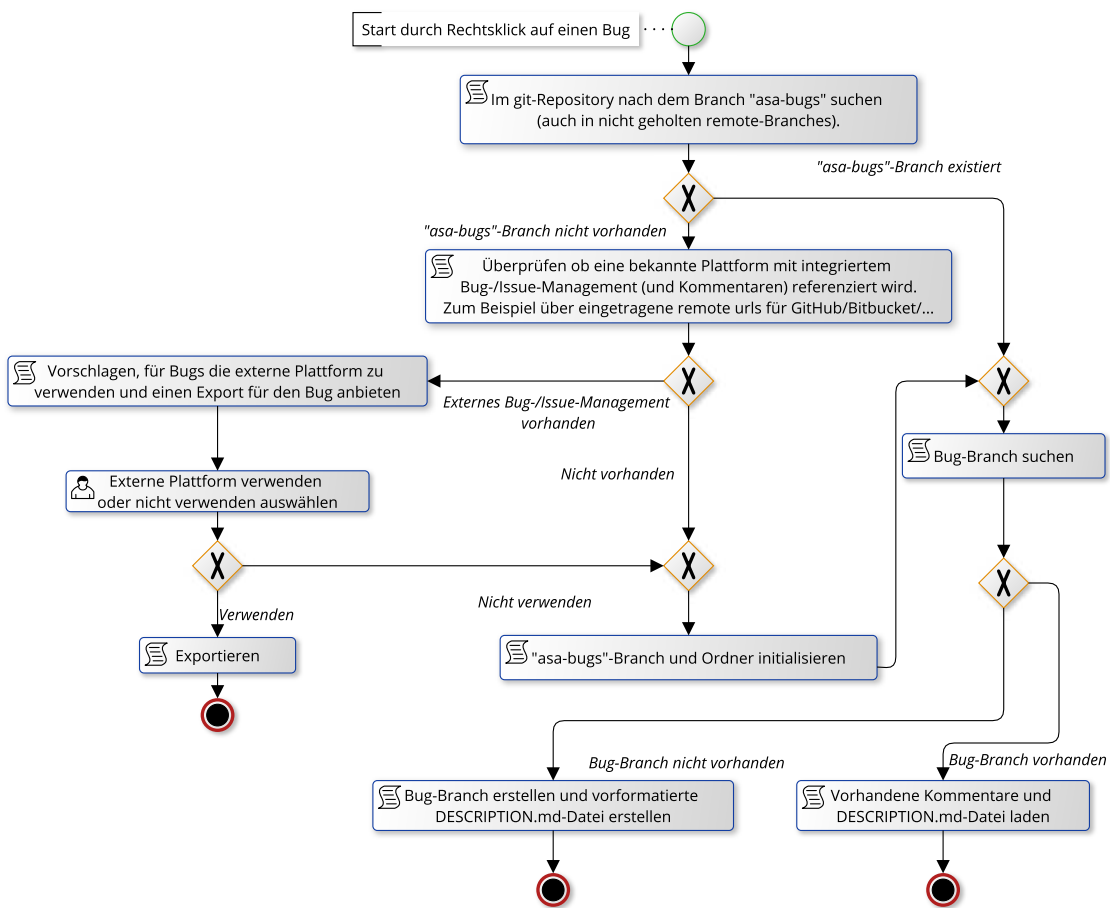 Start durch Rechtsklick auf einen Bug
Im git-Repository nach dem Branch "asa-bugs" suchen
(auch in nicht geholten remote-Branches).
"asa-bugs"-Branch existiert
"asa-bugs"-Branch nicht vorhanden
Überprüfen ob eine bekannte Plattform mit integriertem
Bug-/Issue-Management (und Kommentaren) referenziert wird.
Zum Beispiel über eingetragene remote urls für GitHub/Bitbucket/...
Vorschlagen, für Bugs die externe Plattform zu
verwenden und einen Export für den Bug anbieten
Externes Bug-/Issue-Management
vorhanden
Bug-Branch suchen
Nicht vorhanden
Externe Plattform verwenden
oder nicht verwenden auswählen
Nicht verwenden
Verwenden
Exportieren
"asa-bugs"-Branch und Ordner initialisieren
Bug-Branch nicht vorhanden
Bug-Branch vorhanden
Bug-Branch erstellen und vorformatierte
DESCRIPTION.md-Datei erstellen
Vorhandene Kommentare und
DESCRIPTION.md-Datei laden